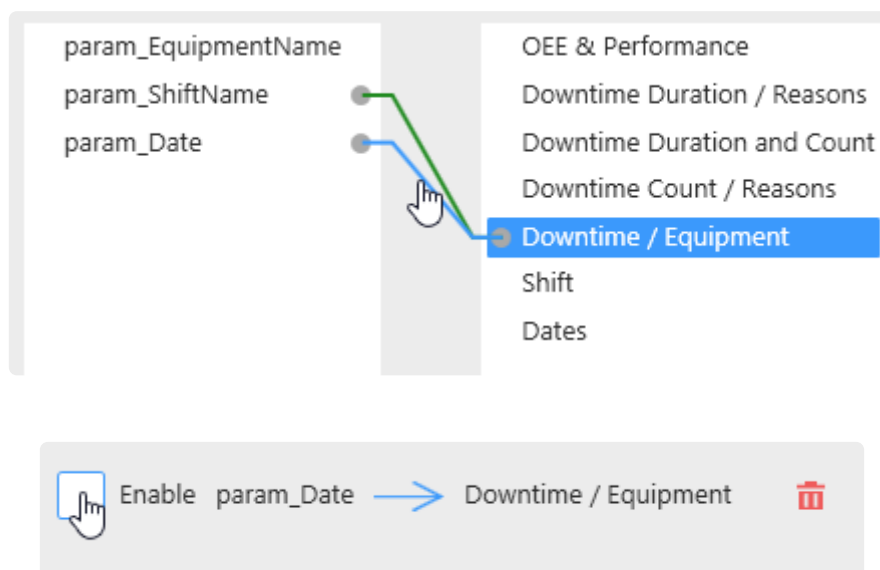 param_EquipmentName
param_ShiftName
param_Date
OEE & Performance
Downtime Duration / Reasons
Downtime Duration and Count
Downtime Count / Reasons
Downtime / Equipment
Shift
Dates
Enable param_Date Downtime / Equipment